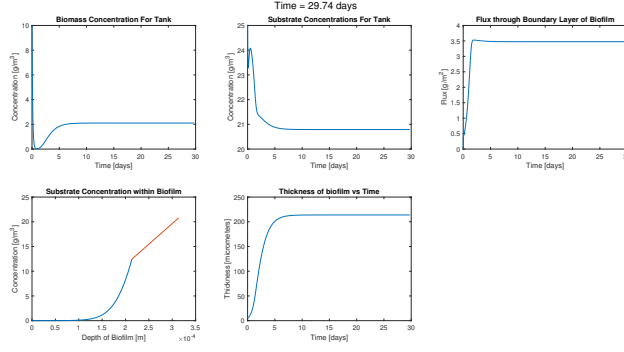 Time = 29.74 days
Biomass Concentration For Tank
Concentration [g/m³]
10
8
6
4
2
0
0 5 10 15 20 25 30
Time [days]
Substrate Concentrations For Tank
Concentration [g/m³]
25
24
23
22
21
20
0 5 10 15 20 25 30
Time [days]
Flux through Boundary Layer of Biofilm
Flux [g/m²]
4
3.5
3
2.5
2
1.5
1
0.5
0
0 5 10 15 20 25 30
Time [days]
Substrate Concentration within Biofilm
Concentration [g/m³]
25
20
15
10
5
0
0 0.5 1 1.5 2 2.5 3 3.5
Depth of Biofilm [m]
×10⁻⁴
Thickness of biofilm vs Time
Thickness [micrometers]
250
200
150
100
50
0
0 5 10 15 20 25 30
Time [days]